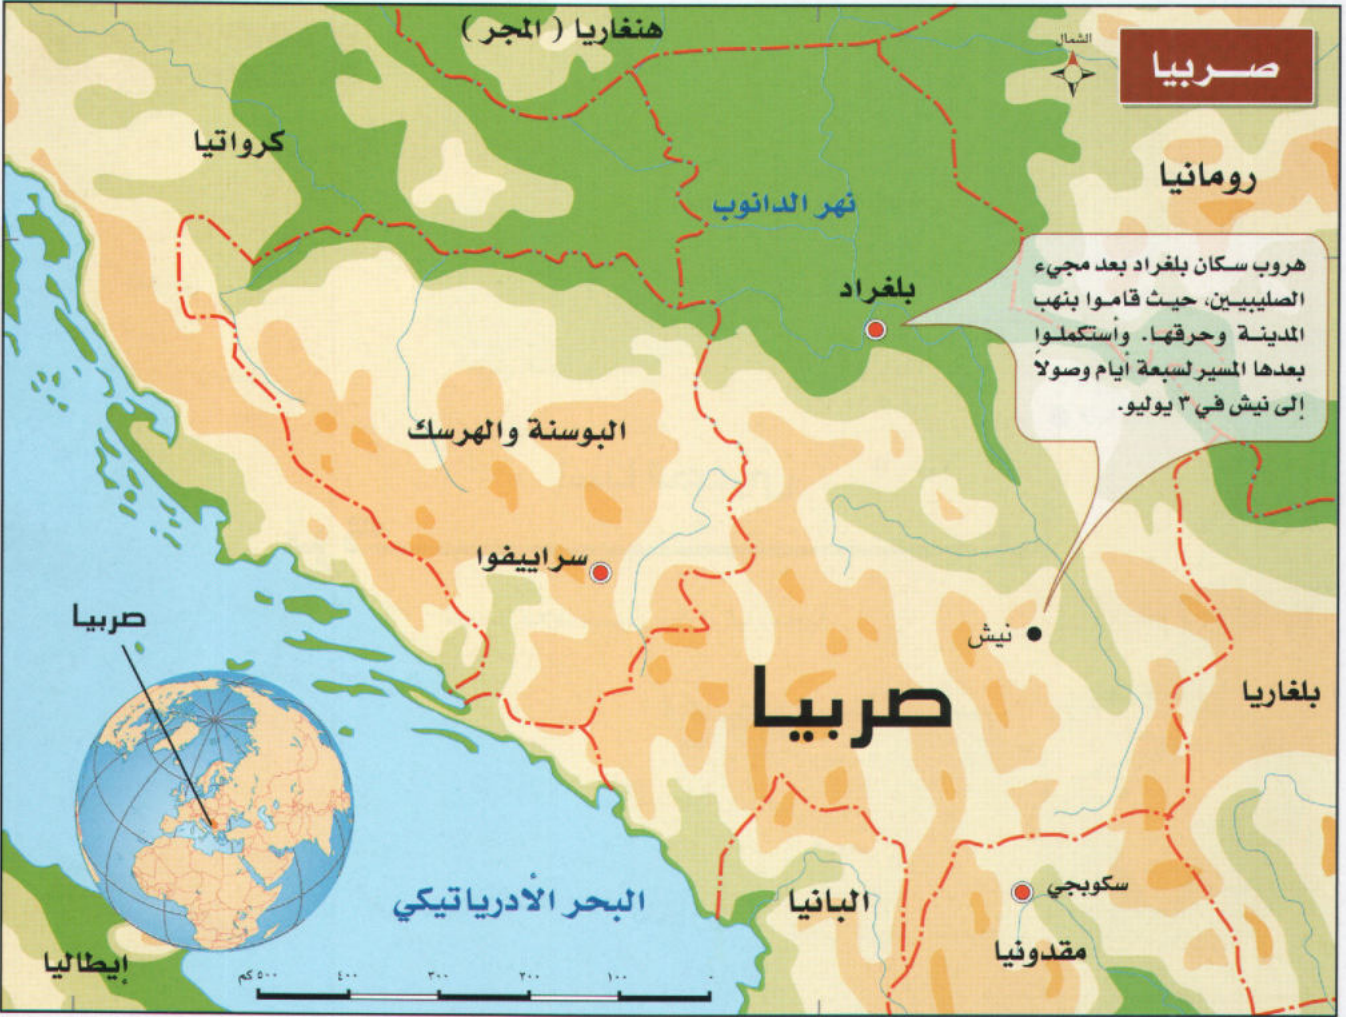 صربيا
الشمال
هنغاريا ( المجر )
كرواتيا
رومانيا
نهر الدانوب
بلغراد
هروب سكان بلغراد بعد مجيء
الصليبيين، حيث قاموا بنهب
المدينة وحرقها. وأستكملوا
بعدها المسير لسبعة أيام وصولاً
إلى نيش في ٣ يوليو.
البوسنة والهرسك
سراييفوا
صربيا
نيش
صربيا
بلغاريا
البحر الأدرياتيكي
البانيا
سكوبجي
مقدونيا
إيطاليا
٥٠٠ كم ٤٠٠ ٣٠٠ ٢٠٠ ١٠٠ ٠